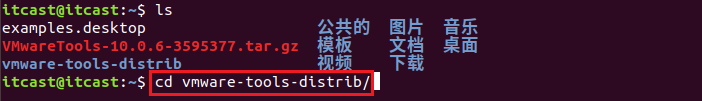 itcast@itcast:~$ ls
examples.desktop 公共的 图片 音乐
VMwareTools-10.0.6-3595377.tar.gz 模板 文档 桌面
vmware-tools-distrib 视频 下载
itcast@itcast:~$ cd vmware-tools-distrib/